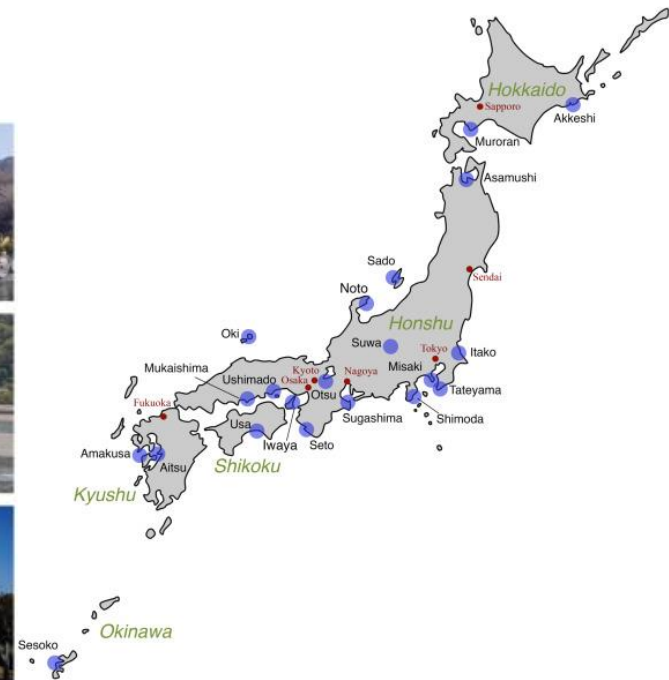 Hokkaido
Sapporo
Akkeshi
Muroran
Asamushi
Sado
Sendai
Noto
Honshu
Oki
Suwa
Tokyo
Itako
Mukaishima
Kyoto
Misaki
Ushimado
Osaka
Nagoya
Otsu
Tateyama
Fukuoka
Sugashima
Shimoda
Usa
Iwaya
Seto
Amakusa
Aitsu
Shikoku
Kyushu
Okinawa
Sesoko